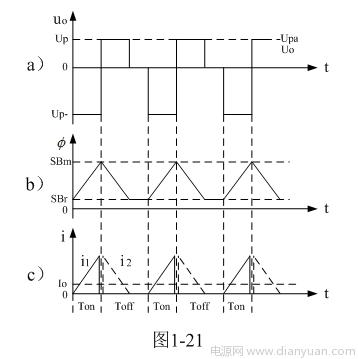 uo
Up
Upa
Uo
a)
0
t
Up-
ϕ
SBm
b)
SBr
0
t
i
i1
i2
c)
Io
0
t
Ton
Toff
Ton
Toff
Ton
图1-21
电源网 www.dianyuan.com